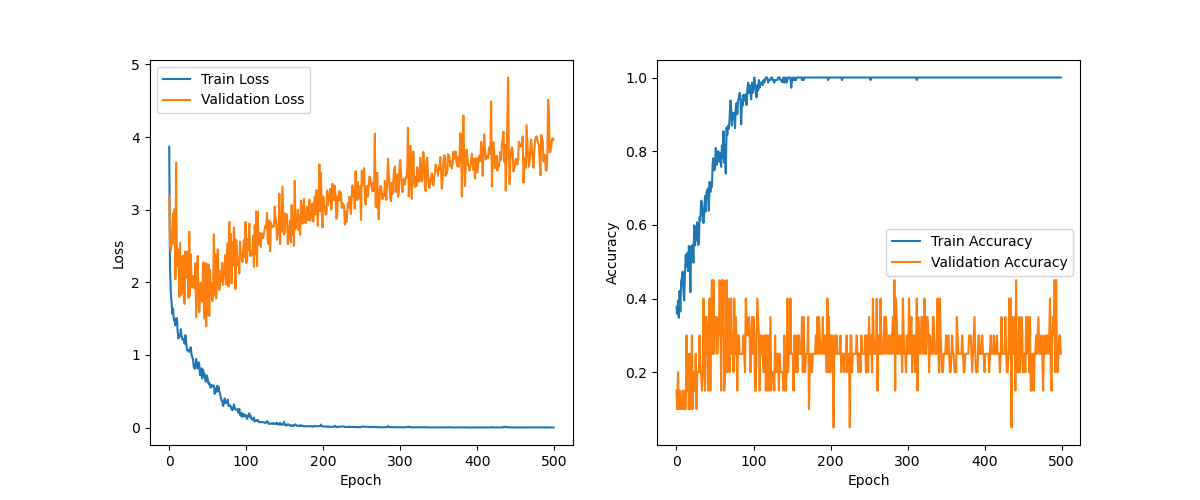 Train Loss
Validation Loss
Loss
5
4
3
2
1
0
0 100 200 300 400 500
Epoch
Train Accuracy
Validation Accuracy
Accuracy
1.0
0.8
0.6
0.4
0.2
0 100 200 300 400 500
Epoch